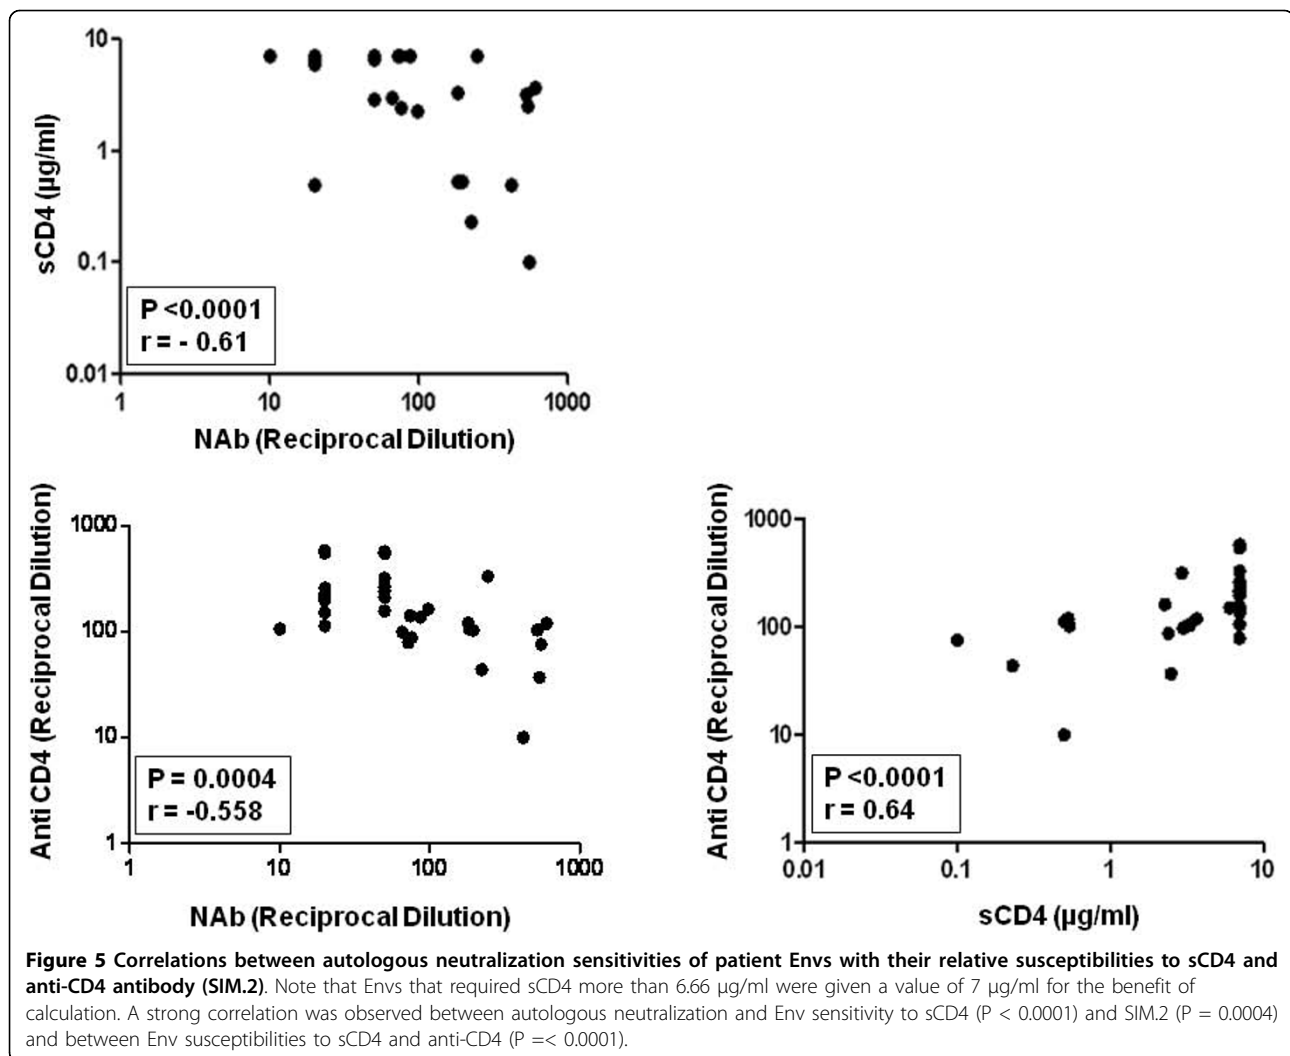 10
1
0.1
0.01
sCD4 (µg/ml)
P <0.0001
r = - 0.61
1 10 100 1000
NAb (Reciprocal Dilution)
1000
100
10
1
Anti CD4 (Reciprocal Dilution)
P = 0.0004
r = -0.558
1 10 100 1000
NAb (Reciprocal Dilution)
1000
100
10
1
Anti CD4 (Reciprocal Dilution)
P <0.0001
r = 0.64
0.01 0.1 1 10
sCD4 (µg/ml)
Figure 5 Correlations between autologous neutralization sensitivities of patient Envs with their relative susceptibilities to sCD4 and
anti-CD4 antibody (SIM.2). Note that Envs that required sCD4 more than 6.66 µg/ml were given a value of 7 µg/ml for the benefit of
calculation. A strong correlation was observed between autologous neutralization and Env sensitivity to sCD4 (P < 0.0001) and SIM.2 (P = 0.0004)
and between Env susceptibilities to sCD4 and anti-CD4 (P =< 0.0001).